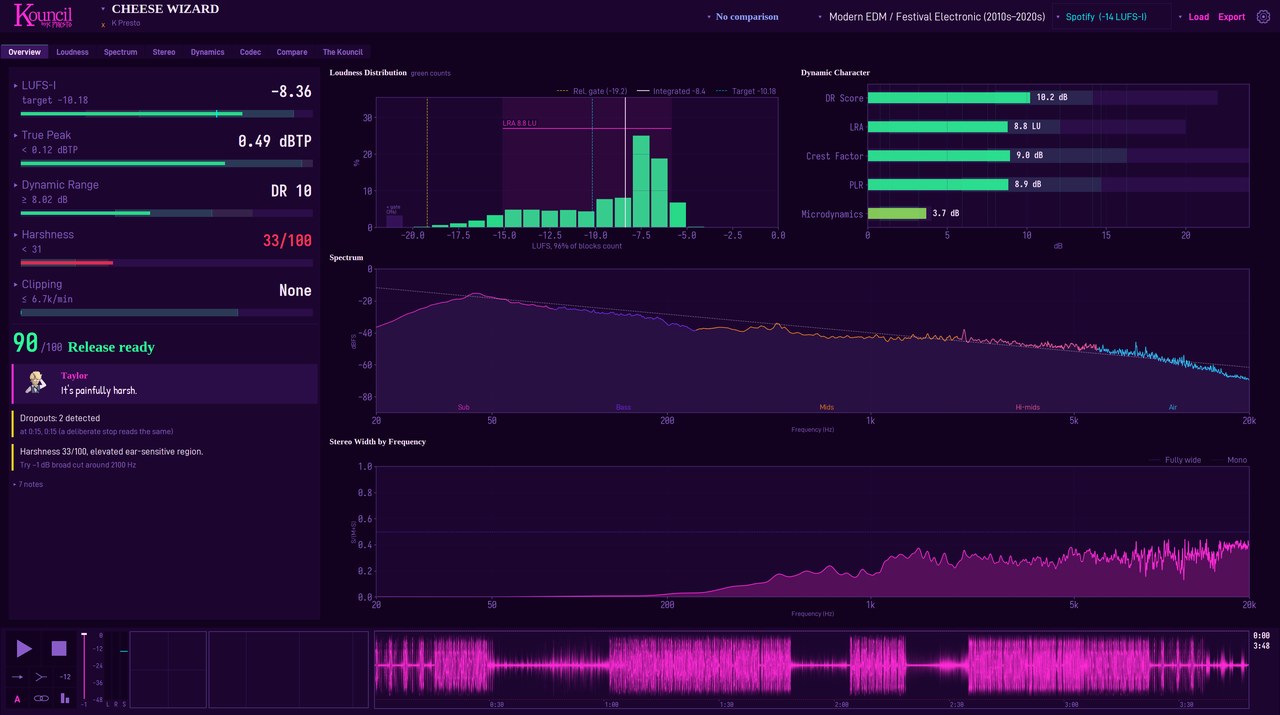 Kouncil
by K Presto
CHEESE WIZARD
x K Presto
No comparison
Modern EDM / Festival Electronic (2010s–2020s)
Spotify (-14 LUFS-I)
Load
Export
Overview
Loudness
Spectrum
Stereo
Dynamics
Codec
Compare
The Kouncil
LUFS-I
-8.36
target -10.18
True Peak
0.49 dBTP
< 0.12 dBTP
Dynamic Range
DR 10
≥ 8.02 dB
Harshness
33/100
< 31
Clipping
None
≤ 6.7k/min
90 /100 Release ready
Taylor
It's painfully harsh.
Dropouts: 2 detected
at 0:15, 0:15 (a deliberate stop reads the same)
Harshness 33/100, elevated ear-sensitive region.
Try -1 dB broad cut around 2100 Hz
+ 7 notes
Loudness Distribution green counts
Rel. gate (-19.2)
Integrated -8.4
Target -10.18
LRA 8.8 LU
%
30
20
10
0
-20.0 -17.5 -15.0 -12.5 -10.0 -7.5 -5.0 -2.5 0.0
LUFS, 96% of blocks count
Dynamic Character
DR Score 10.2 dB
LRA 8.8 LU
Crest Factor 9.0 dB
PLR 8.9 dB
Microdynamics 3.7 dB
0 5 10 15 20
dB
Spectrum
dBFS
0
-20
-40
-60
-80
Sub Bass Mids Hi-mids Air
20 50 200 1k 5k 20k
Frequency (Hz)
Stereo Width by Frequency
Fully wide
Mono
S/(M+S)
1.0
0.8
0.6
0.4
0.2
0.0
20 50 200 1k 5k 20k
Frequency (Hz)
-12
A
0
-12
-24
-36
-48
-1
L R S
0:00
3:48
0:30 1:00 1:30 2:00 2:30 3:00 3:30